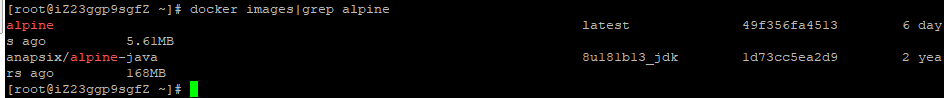 [root@iZ23ggp9sgfZ ~]# docker images|grep alpine
alpine latest 49f356fa4513 6 day
s ago 5.61MB
anapsix/alpine-java 8u181b13_jdk 1d73cc5ea2d9 2 yea
rs ago 168MB
[root@iZ23ggp9sgfZ ~]#